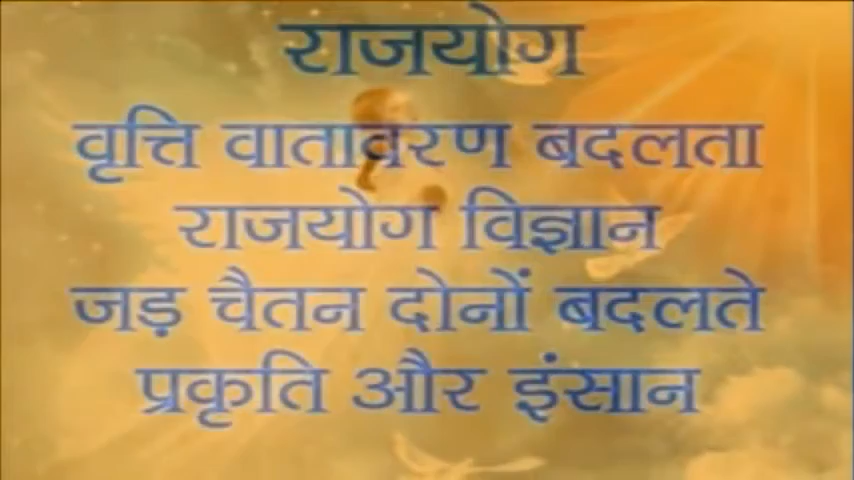 राजयोग
वृत्ति वातावरण बदलता
राजयोग विज्ञान
जड़ चैतन दोनों बदलते
प्रकृति और इंसान